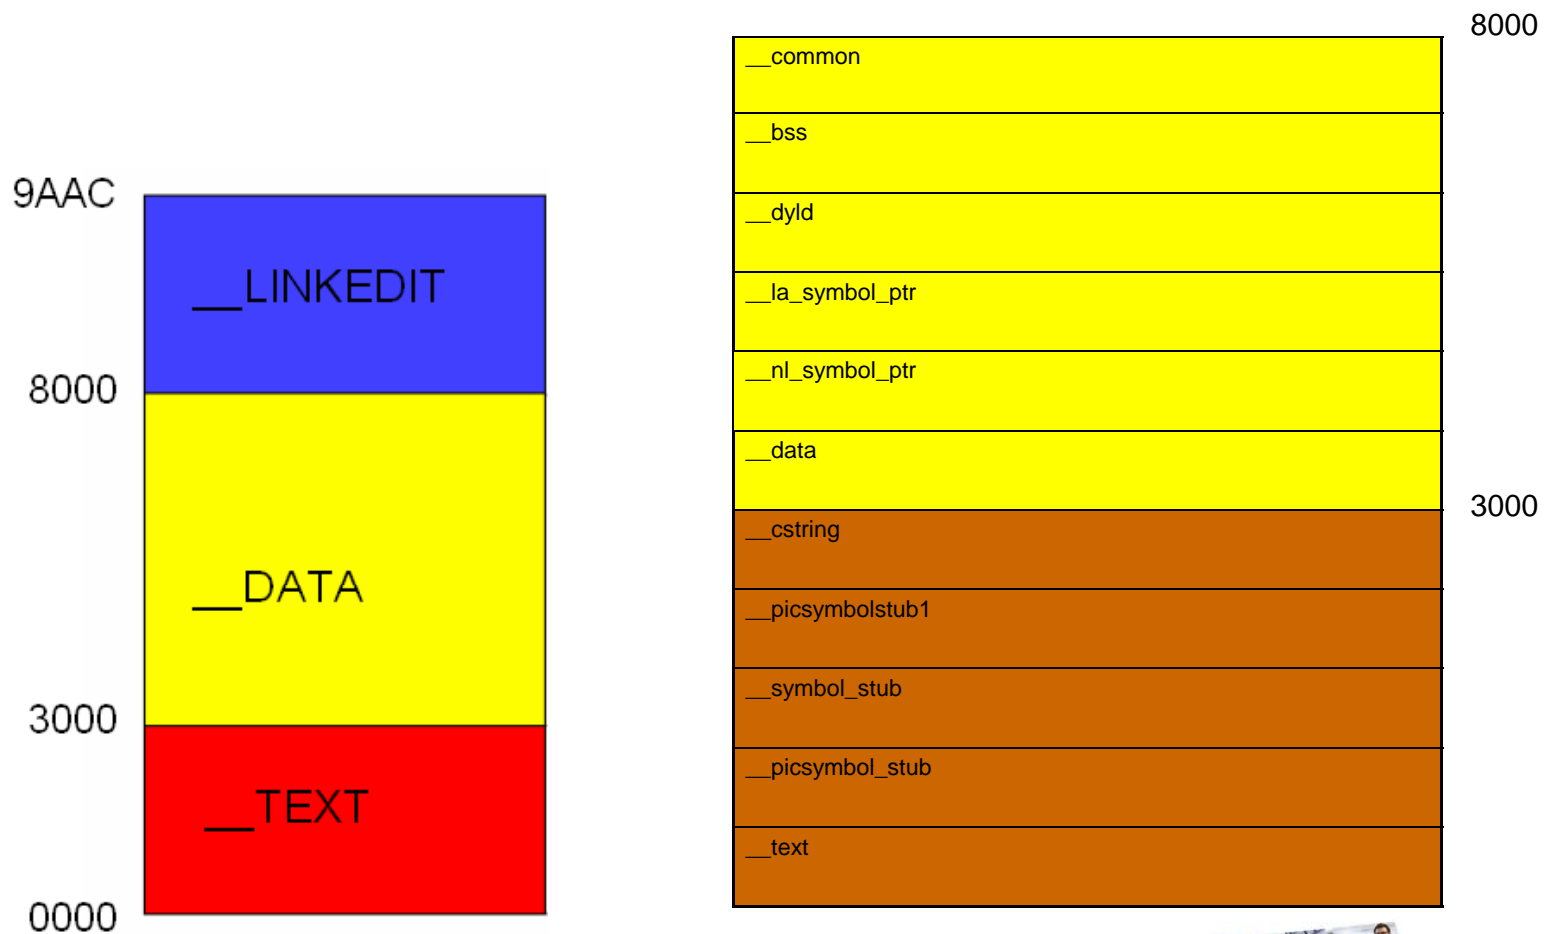 9AAC
__LINKEDIT
8000
__DATA
3000
__TEXT
0000
8000
__common
__bss
__dyld
__la_symbol_ptr
__nl_symbol_ptr
__data
3000
__cstring
__picsymbolstub1
__symbol_stub
__picsymbol_stub
__text